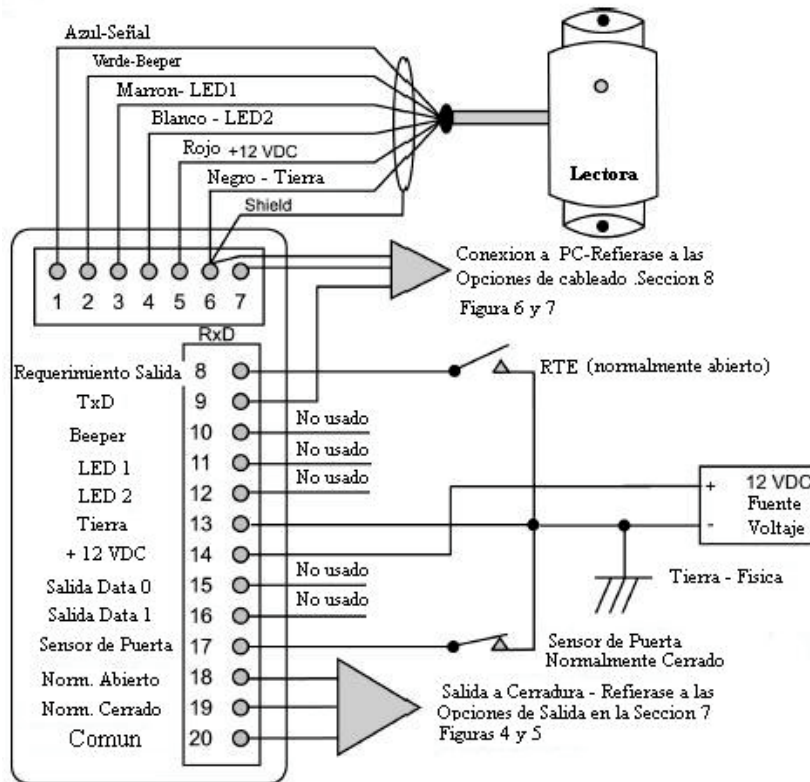 Azul-Señal
Verde-Beeper
Marron- LED1
Blanco - LED2
Rojo +12 VDC
Negro - Tierra
Shield
Lectora
1 2 3 4 5 6 7
RxD
Conexion a PC-Refierase a las
Opciones de cableado .Seccion 8
Figura 6 y 7
Requerimiento Salida 8
RTE (normalmente abierto)
TxD 9
Beeper 10 No usado
LED 1 11 No usado
LED 2 12 No usado
Tierra 13
+ 12 VDC 14
+ 12 VDC
Fuente
- Voltaje
Tierra - Fisica
Salida Data 0 15 No usado
Salida Data 1 16 No usado
Sensor de Puerta 17
Sensor de Puerta
Normalmente Cerrado
Norm. Abierto 18
Norm. Cerrado 19
Comun 20
Salida a Cerradura - Refierase a las
Opciones de Salida en la Seccion 7
Figuras 4 y 5